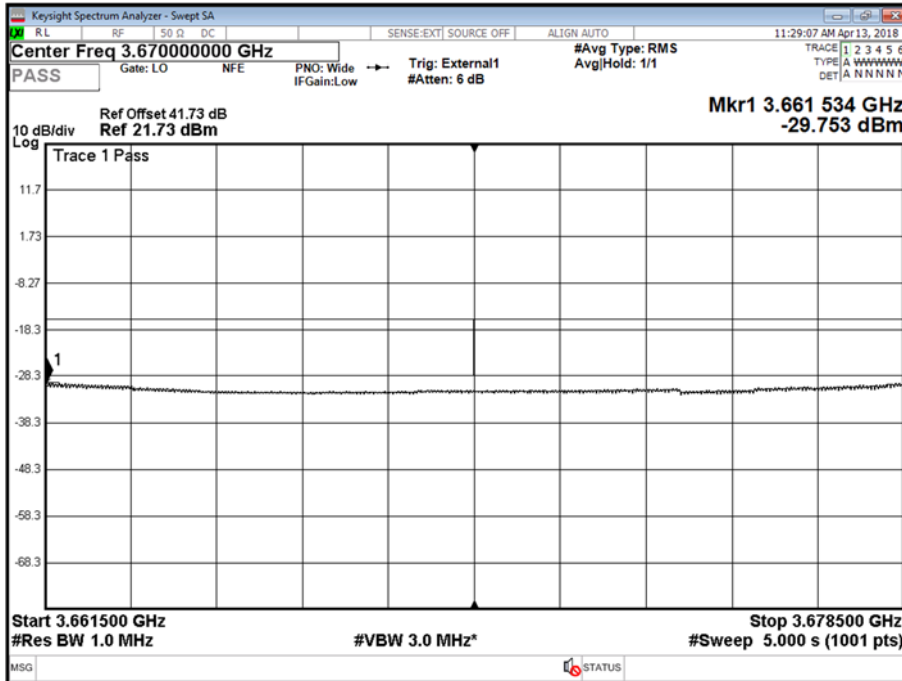 Keysight Spectrum Analyzer - Swept SA
LXI RL RF 50 Ω DC SENSE:EXT SOURCE OFF ALIGN AUTO 11:29:07 AM Apr 13, 2018
Center Freq 3.670000000 GHz #Avg Type: RMS TRACE 1 2 3 4 5 6
PASS Gate: LO NFE PNO: Wide Trig: External1 Avg|Hold: 1/1 TYPE A WWWWW
IFGain:Low #Atten: 6 dB DET A N N N N N
Mkr1 3.661 534 GHz
Ref Offset 41.73 dB
10 dB/div Ref 21.73 dBm -29.753 dBm
Log
Trace 1 Pass
11.7
1.73
-8.27
-18.3
1
-28.3
-38.3
-48.3
-58.3
-68.3
Start 3.661500 GHz Stop 3.678500 GHz
#Res BW 1.0 MHz #VBW 3.0 MHz* #Sweep 5.000 s (1001 pts)
MSG STATUS